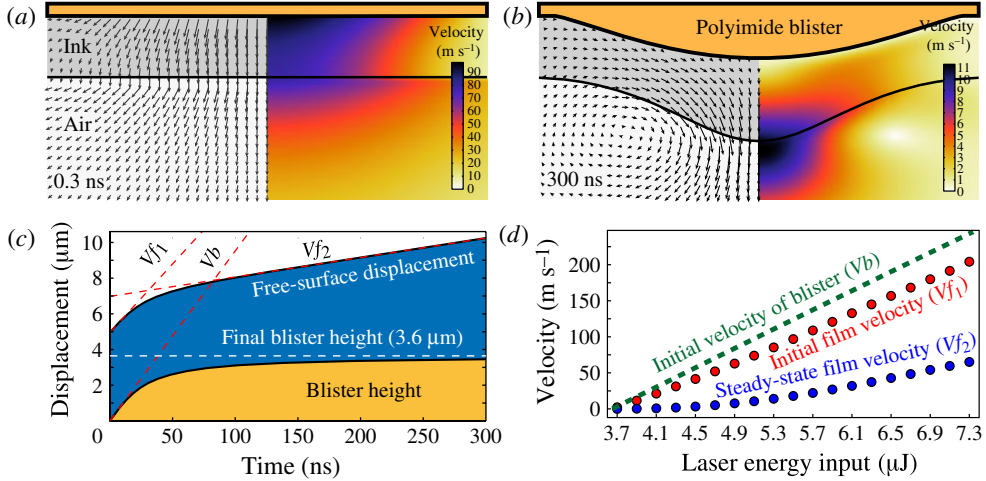 (a)
Ink
Air
0.3 ns
Velocity
(m s⁻¹)
90
80
70
60
50
40
30
20
10
0
(b)
Polyimide blister
300 ns
Velocity
(m s⁻¹)
11
10
9
8
7
6
5
4
3
2
1
0
(c)
Displacement (μm)
10
8
6
4
2
0
Vf₁
Vb
Vf₂
Free-surface displacement
Final blister height (3.6 μm)
Blister height
0 50 100 150 200 250 300
Time (ns)
(d)
Velocity (m s⁻¹)
200
150
100
50
0
Initial velocity of blister (Vb)
Initial film velocity (Vf₁)
Steady-state film velocity (Vf₂)
3.7 4.1 4.5 4.9 5.3 5.7 6.1 6.5 6.9 7.3
Laser energy input (μJ)